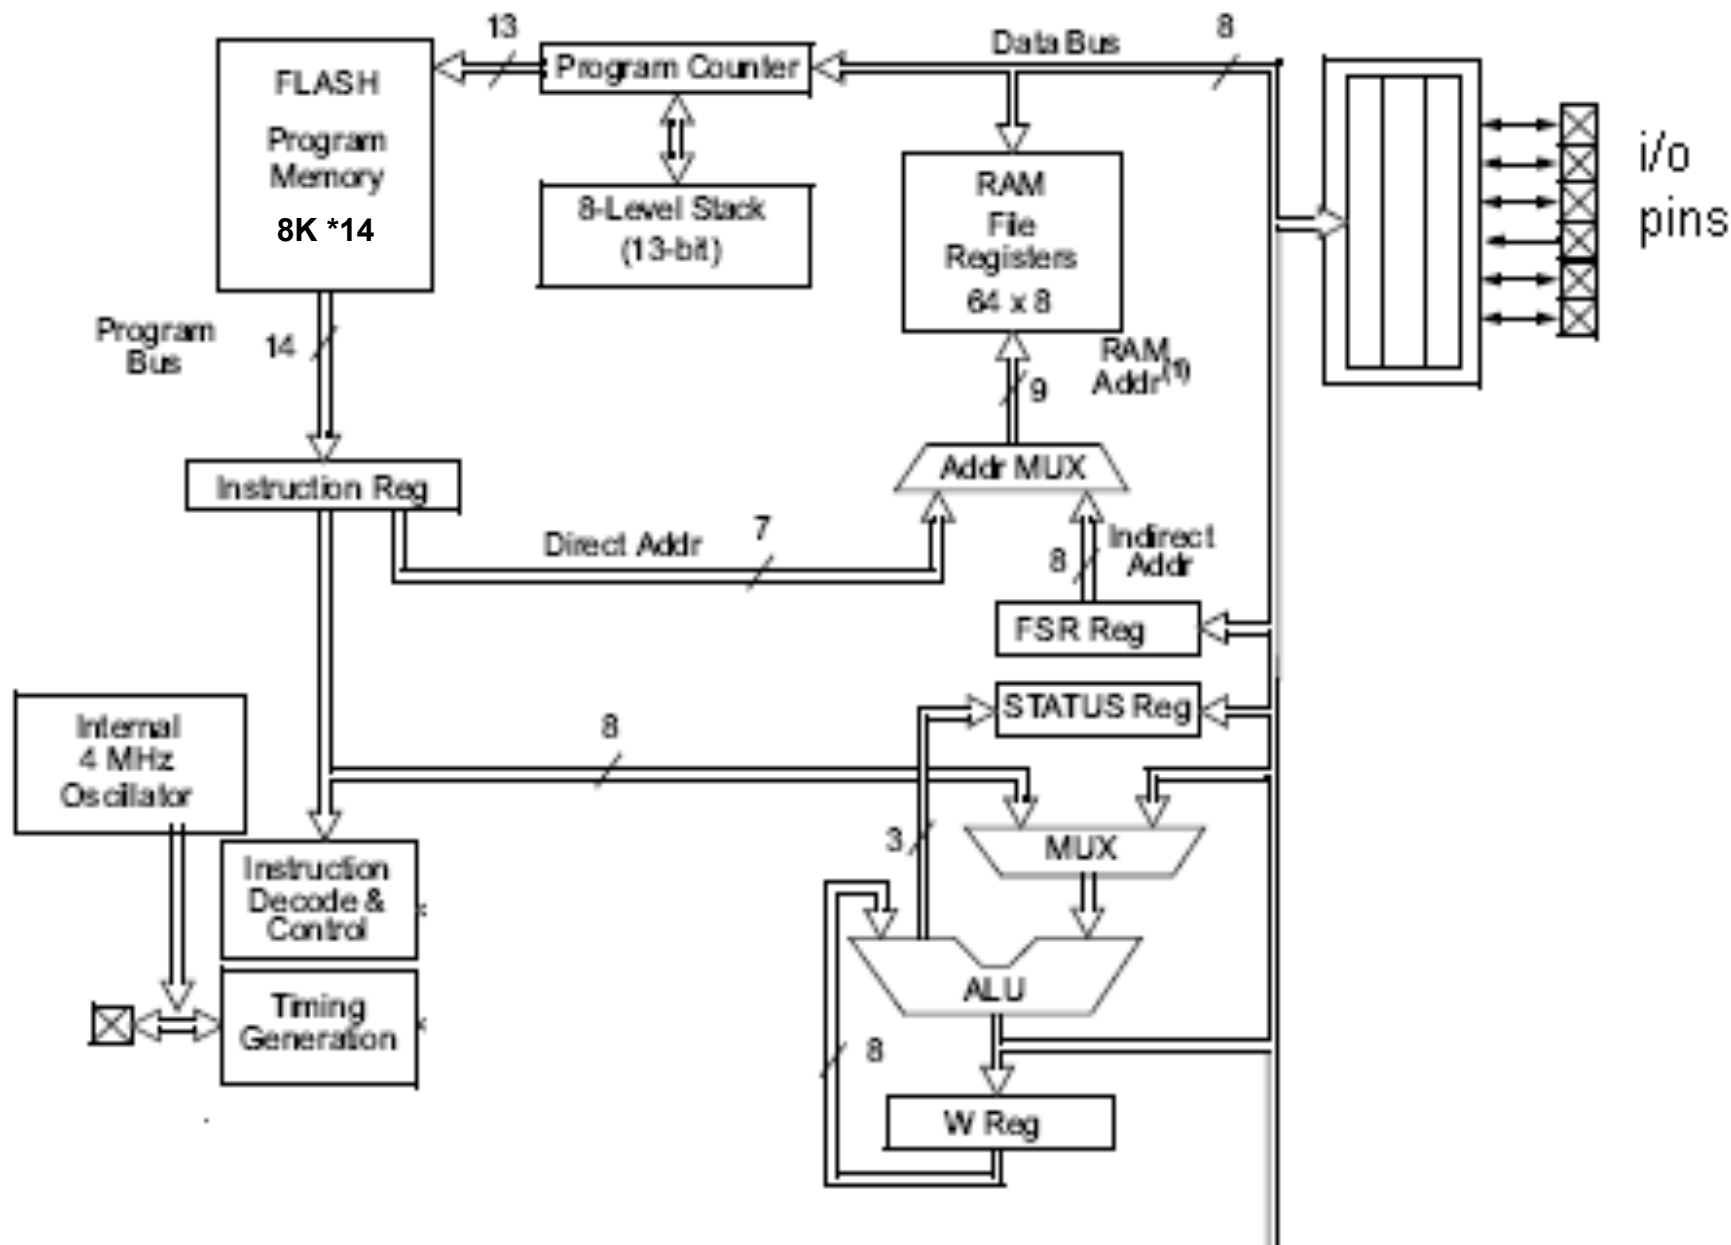 13
Program Counter
Data Bus
8
FLASH
Program
Memory
8K *14
8-Level Stack
(13-bit)
RAM
File
Registers
64 x 8
i/o
pins
Program
Bus
14
RAM
Addr(1)
9
Instruction Reg
Addr MUX
Direct Addr
7
Indirect
Addr
8
FSR Reg
STATUS Reg
8
Internal
4 MHz
Oscillator
3
MUX
Instruction
Decode &
Control
ALU
Timing
Generation
8
W Reg